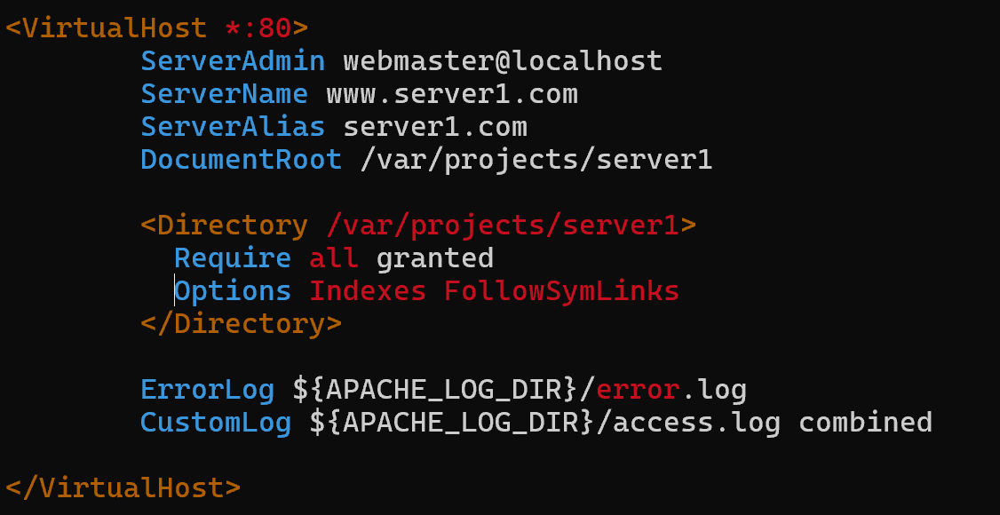 <VirtualHost *:80>
ServerAdmin webmaster@localhost
ServerName www.server1.com
ServerAlias server1.com
DocumentRoot /var/projects/server1
<Directory /var/projects/server1>
Require all granted
Options Indexes FollowSymLinks
</Directory>
ErrorLog ${APACHE_LOG_DIR}/error.log
CustomLog ${APACHE_LOG_DIR}/access.log combined
</VirtualHost>